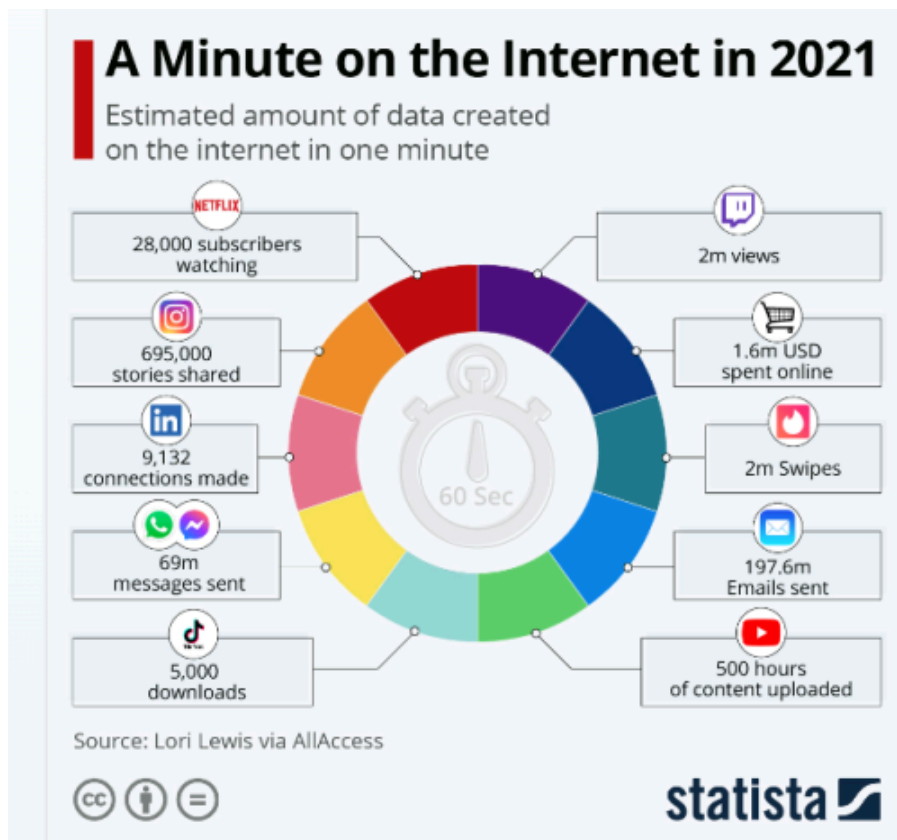 A Minute on the Internet in 2021
Estimated amount of data created
on the internet in one minute
NETFLIX
28,000 subscribers
watching
2m views
695,000
stories shared
1.6m USD
spent online
in
9,132
connections made
2m Swipes
69m
messages sent
197.6m
Emails sent
60 Sec
5,000
downloads
500 hours
of content uploaded
Source: Lori Lewis via AllAccess
cc
statista